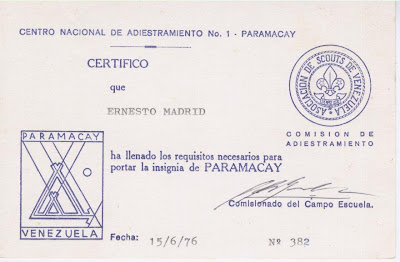 CENTRO NACIONAL DE ADIESTRAMIENTO No. 1 - PARAMACAY
CERTIFICO
que
ERNESTO MADRID
ASOCIACION DE SCOUTS DE VENEZUELA
COMISION DE
ADIESTRAMIENTO
PARAMACAY
VENEZUELA
ha llenado los requisitos necesarios para
portar la insignia de PARAMACAY
Comisionado del Campo Escuela.
Fecha: 15/6/76 Nº 382